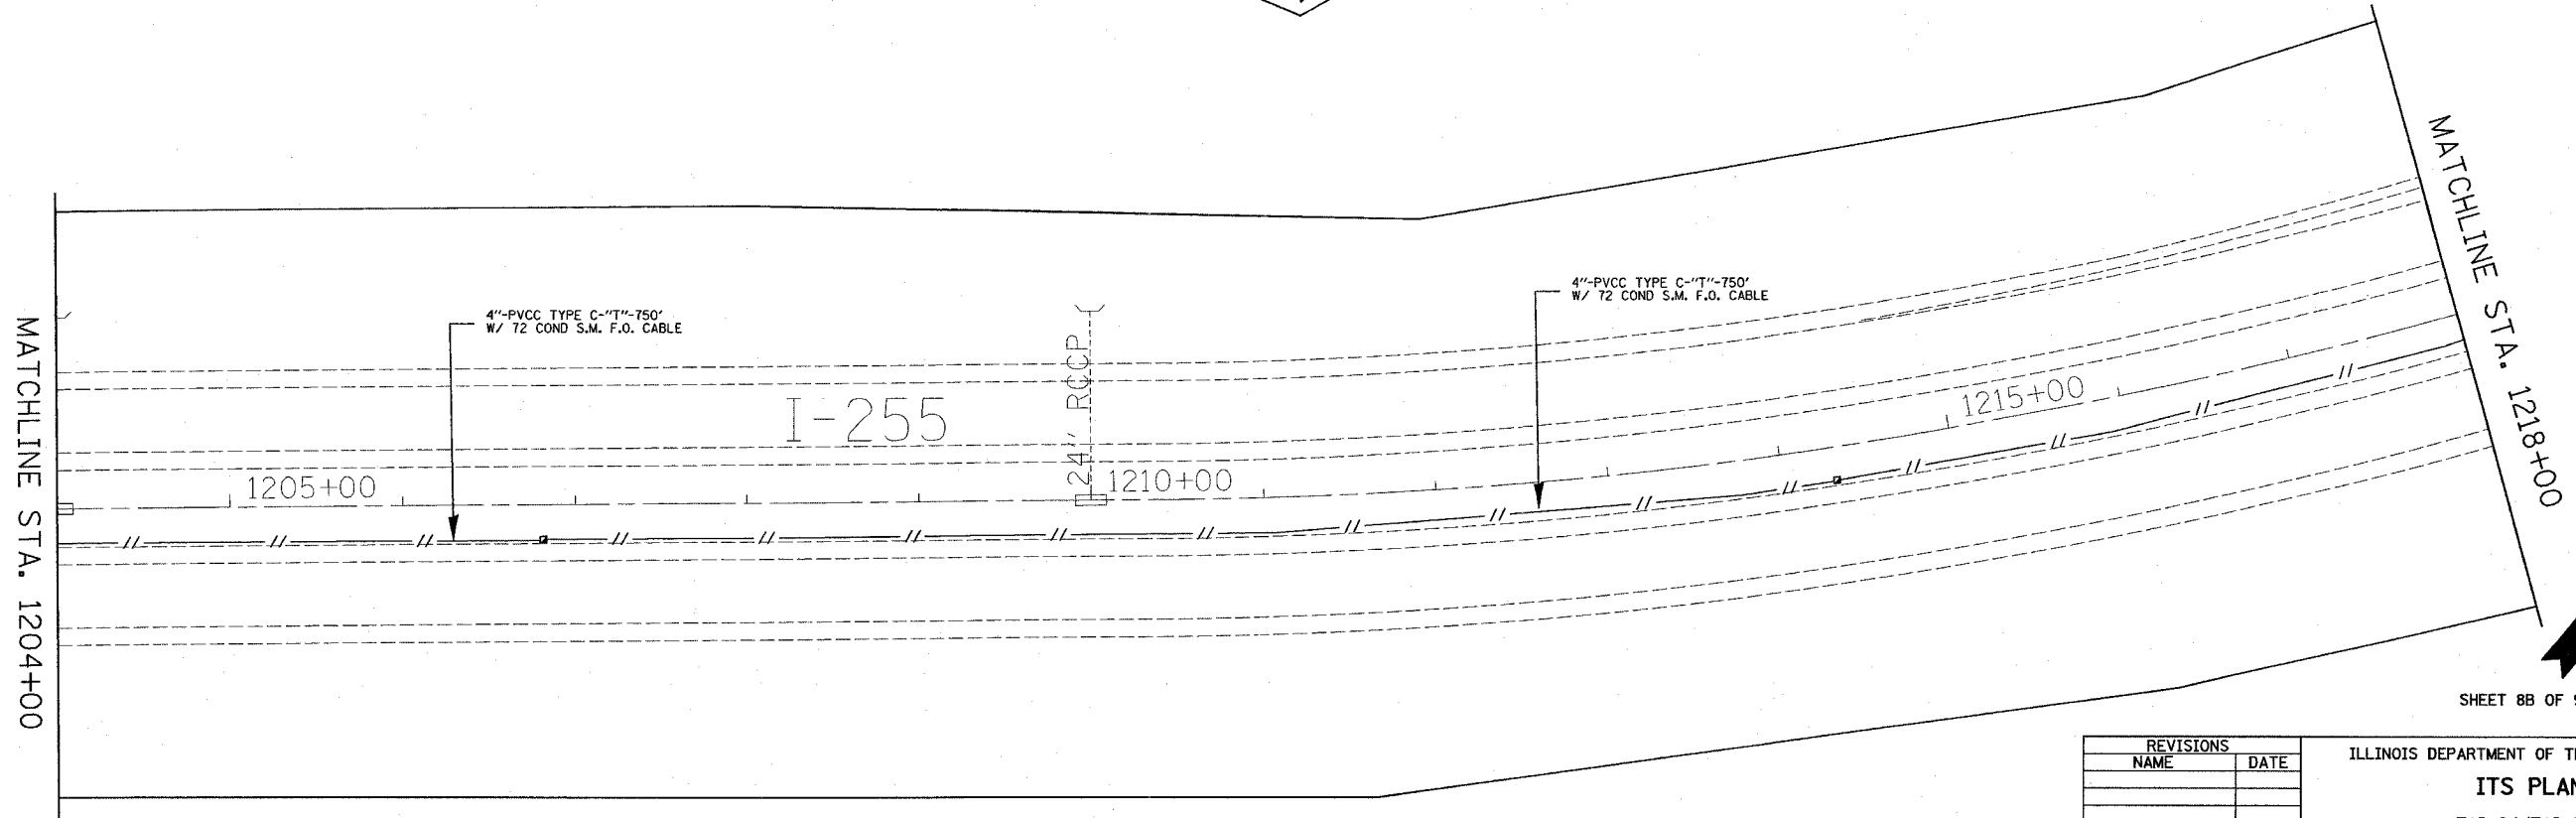 MATCHLINE STA. 1204+00
4"-PVCC TYPE C-"T"-750'
W/ 72 COND S.M. F.O. CABLE
1205+00
I-255
24" RCCP
1210+00
4"-PVCC TYPE C-"T"-750'
W/ 72 COND S.M. F.O. CABLE
1215+00
MATCHLINE STA. 1218+00
SHEET 8B OF
REVISIONS
NAME DATE
ILLINOIS DEPARTMENT OF
ITS PLAN